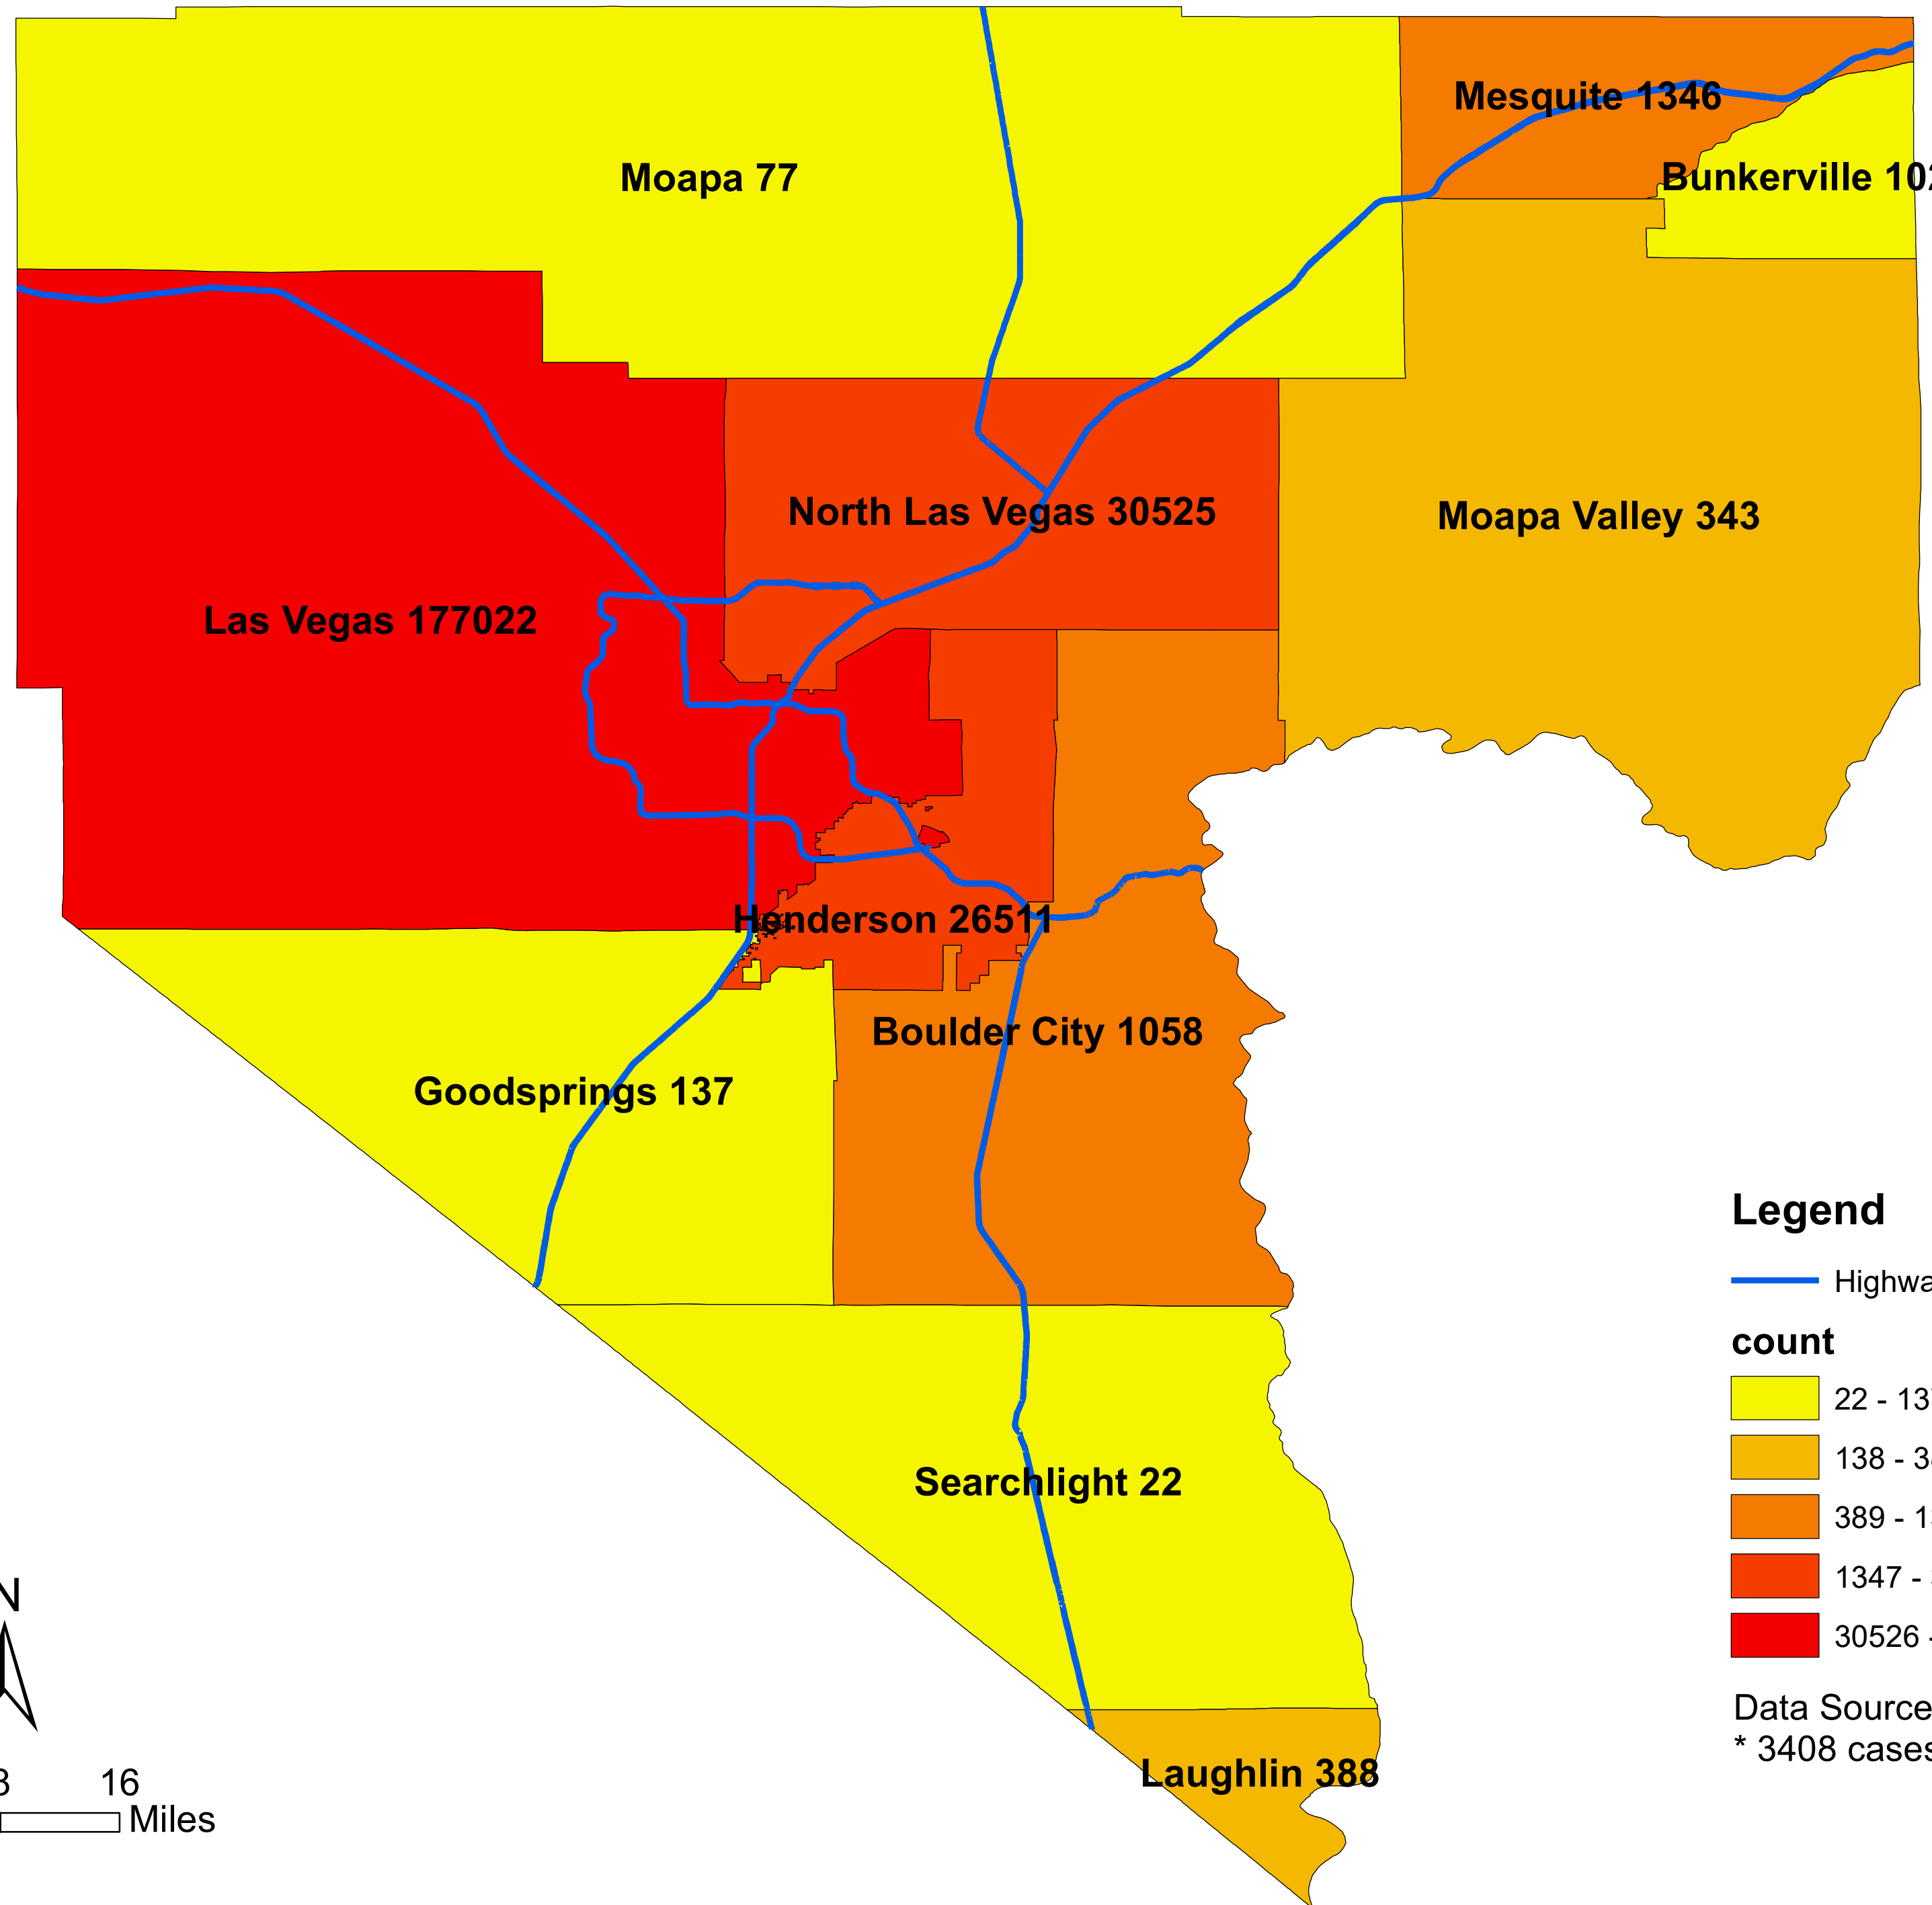 Mesquite 1346
Moapa 77
Bunkerville 102
North Las Vegas 30525
Moapa Valley 343
Las Vegas 177022
Henderson 26511
Boulder City 1058
Goodsprings 137
Legend
count
22 - 13
138 - 3
389 - 1
1347 -
30526 -
Searchlight 22
Data Source
* 3408 cases
Laughlin 388
N
16
Miles